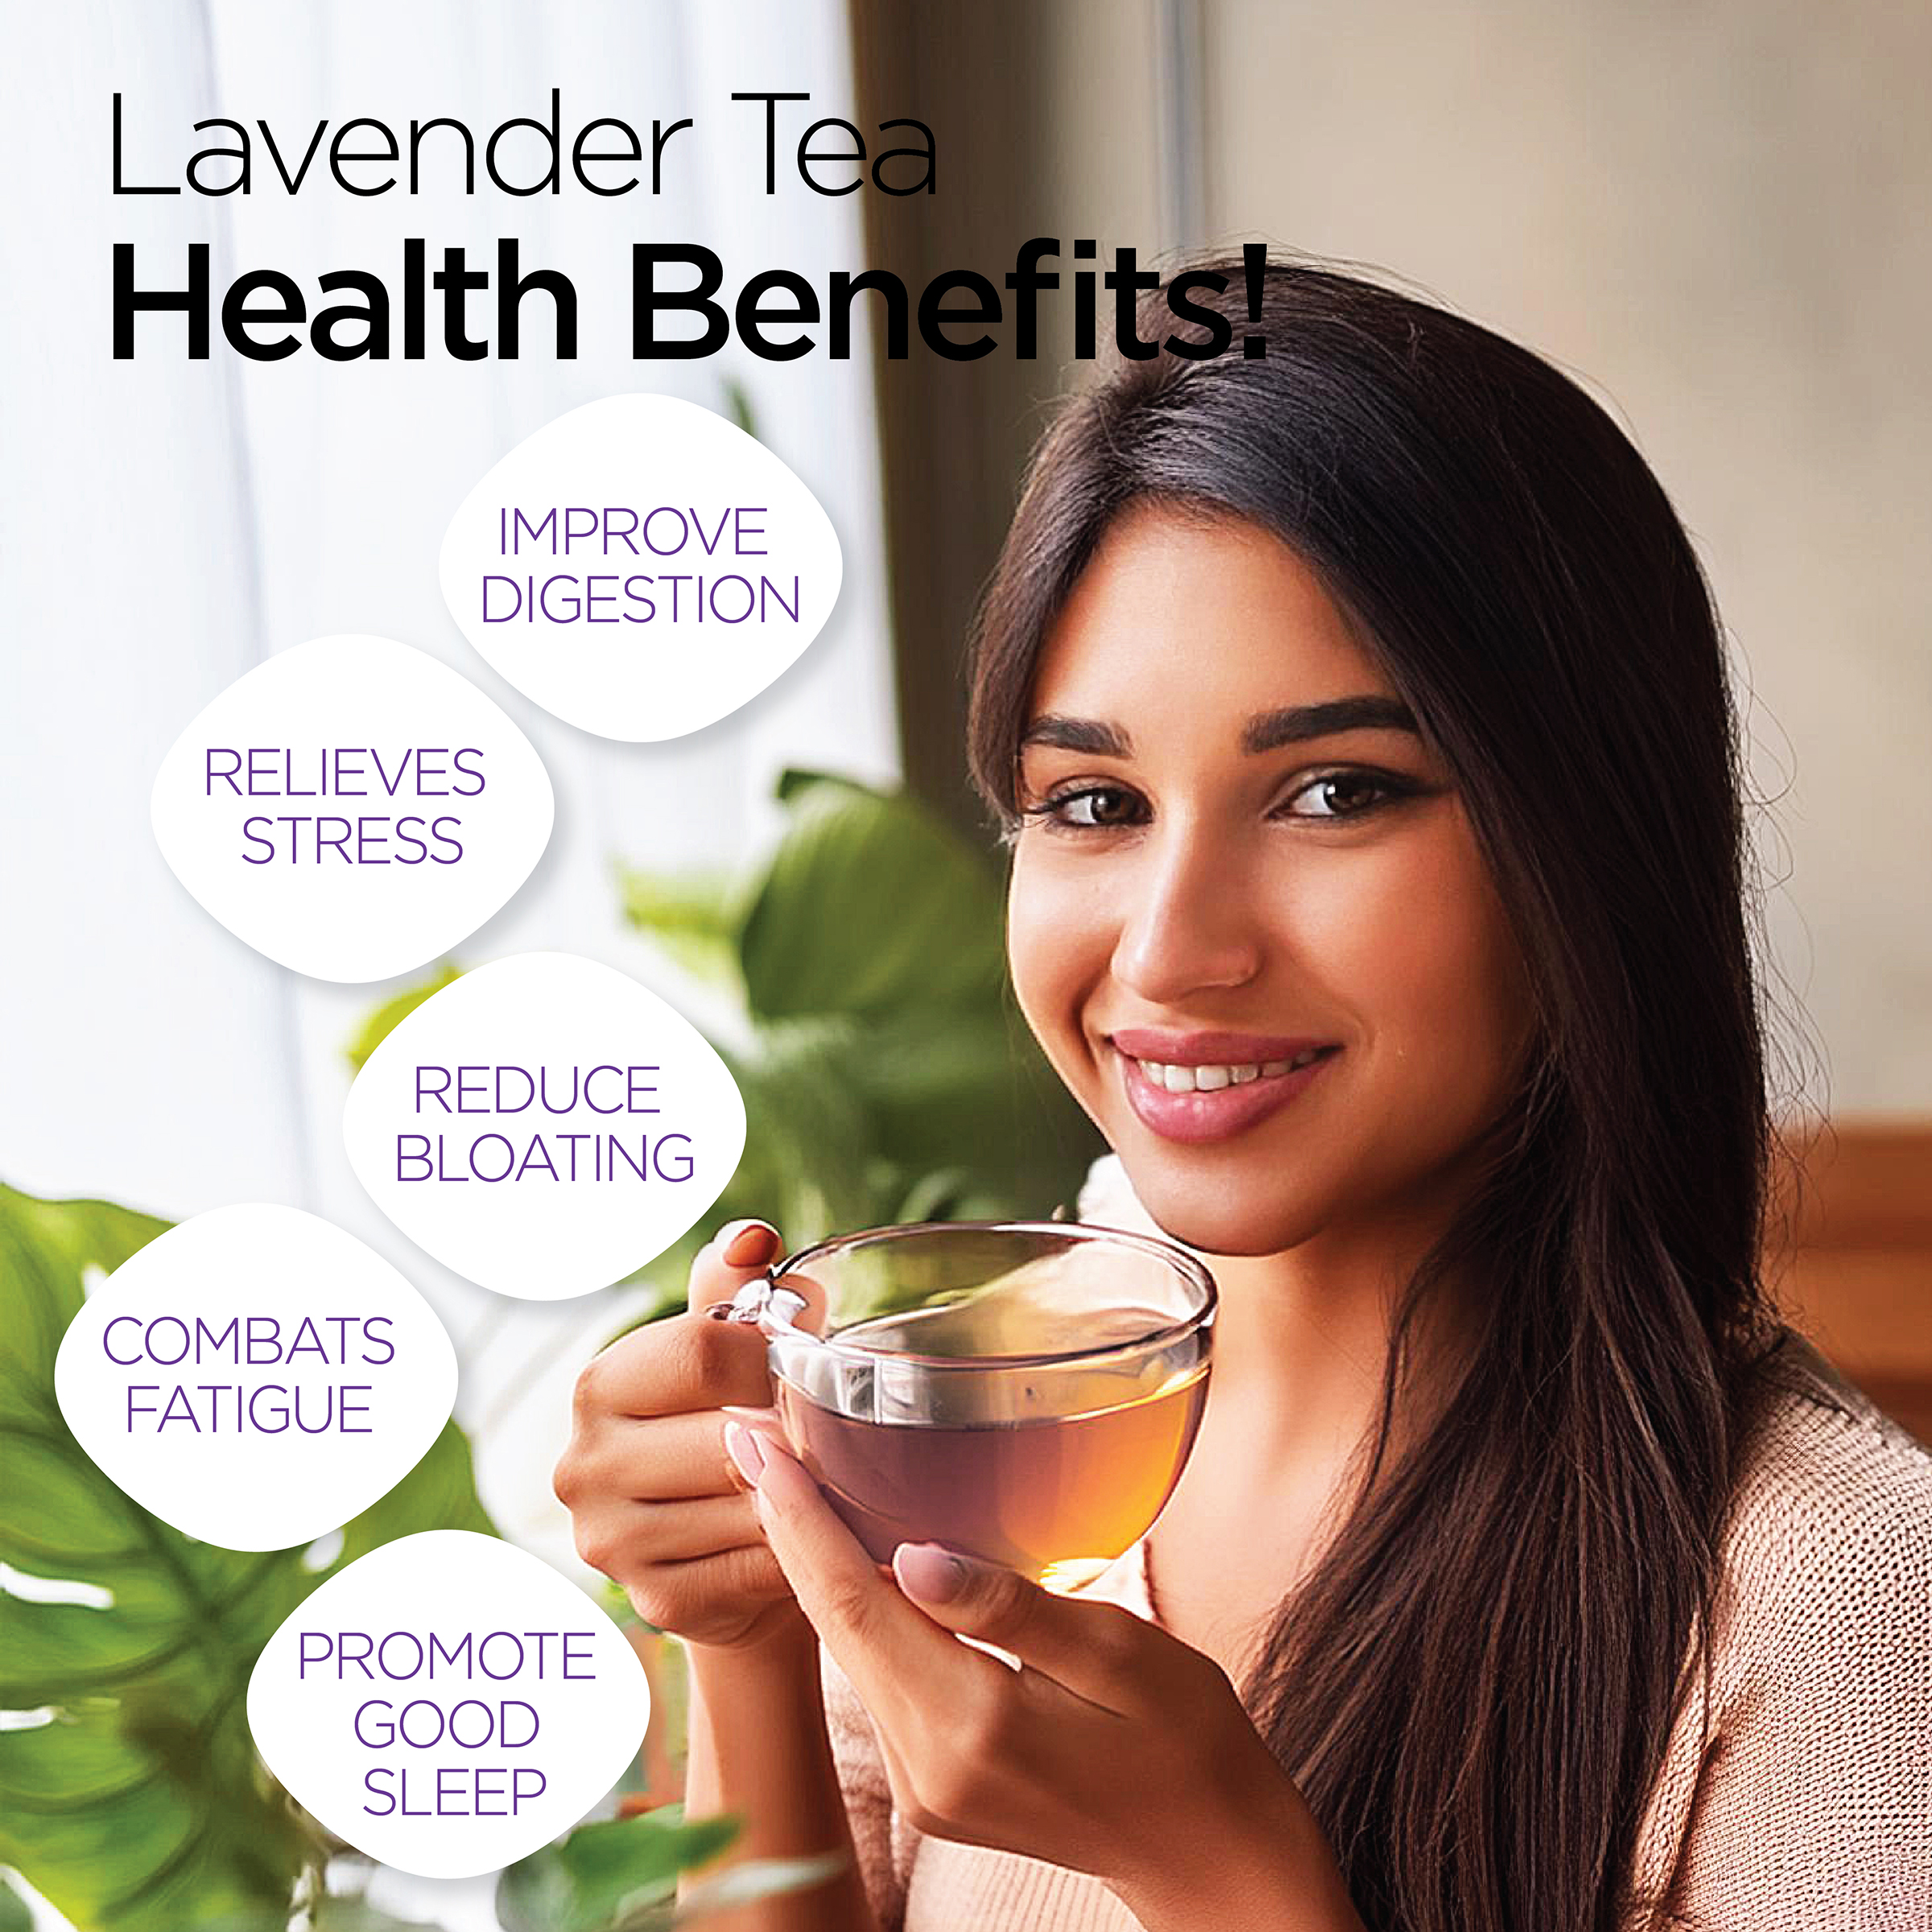 Lavender Tea
Health Benefits!
IMPROVE
DIGESTION
RELIEVES
STRESS
REDUCE
BLOATING
COMBATS
FATIGUE
PROMOTE
GOOD
SLEEP